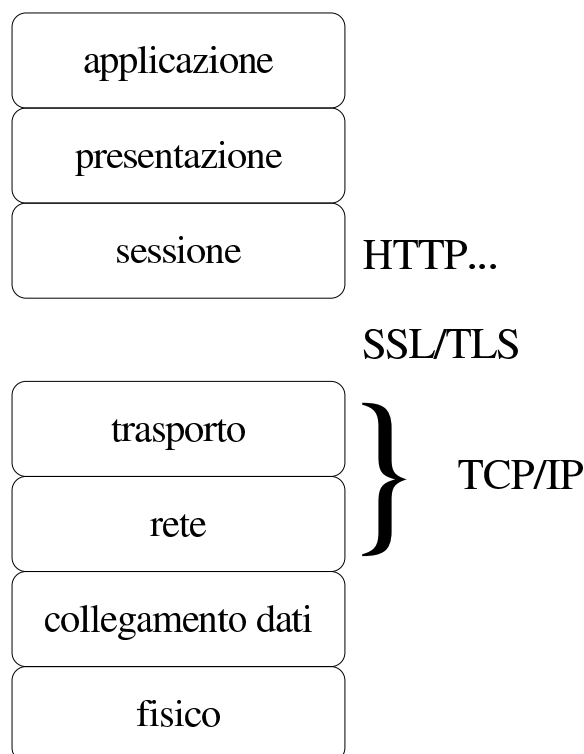 applicazione
presentazione
sessione
HTTP...
SSL/TLS
trasporto
TCP/IP
rete
collegamento dati
fisico